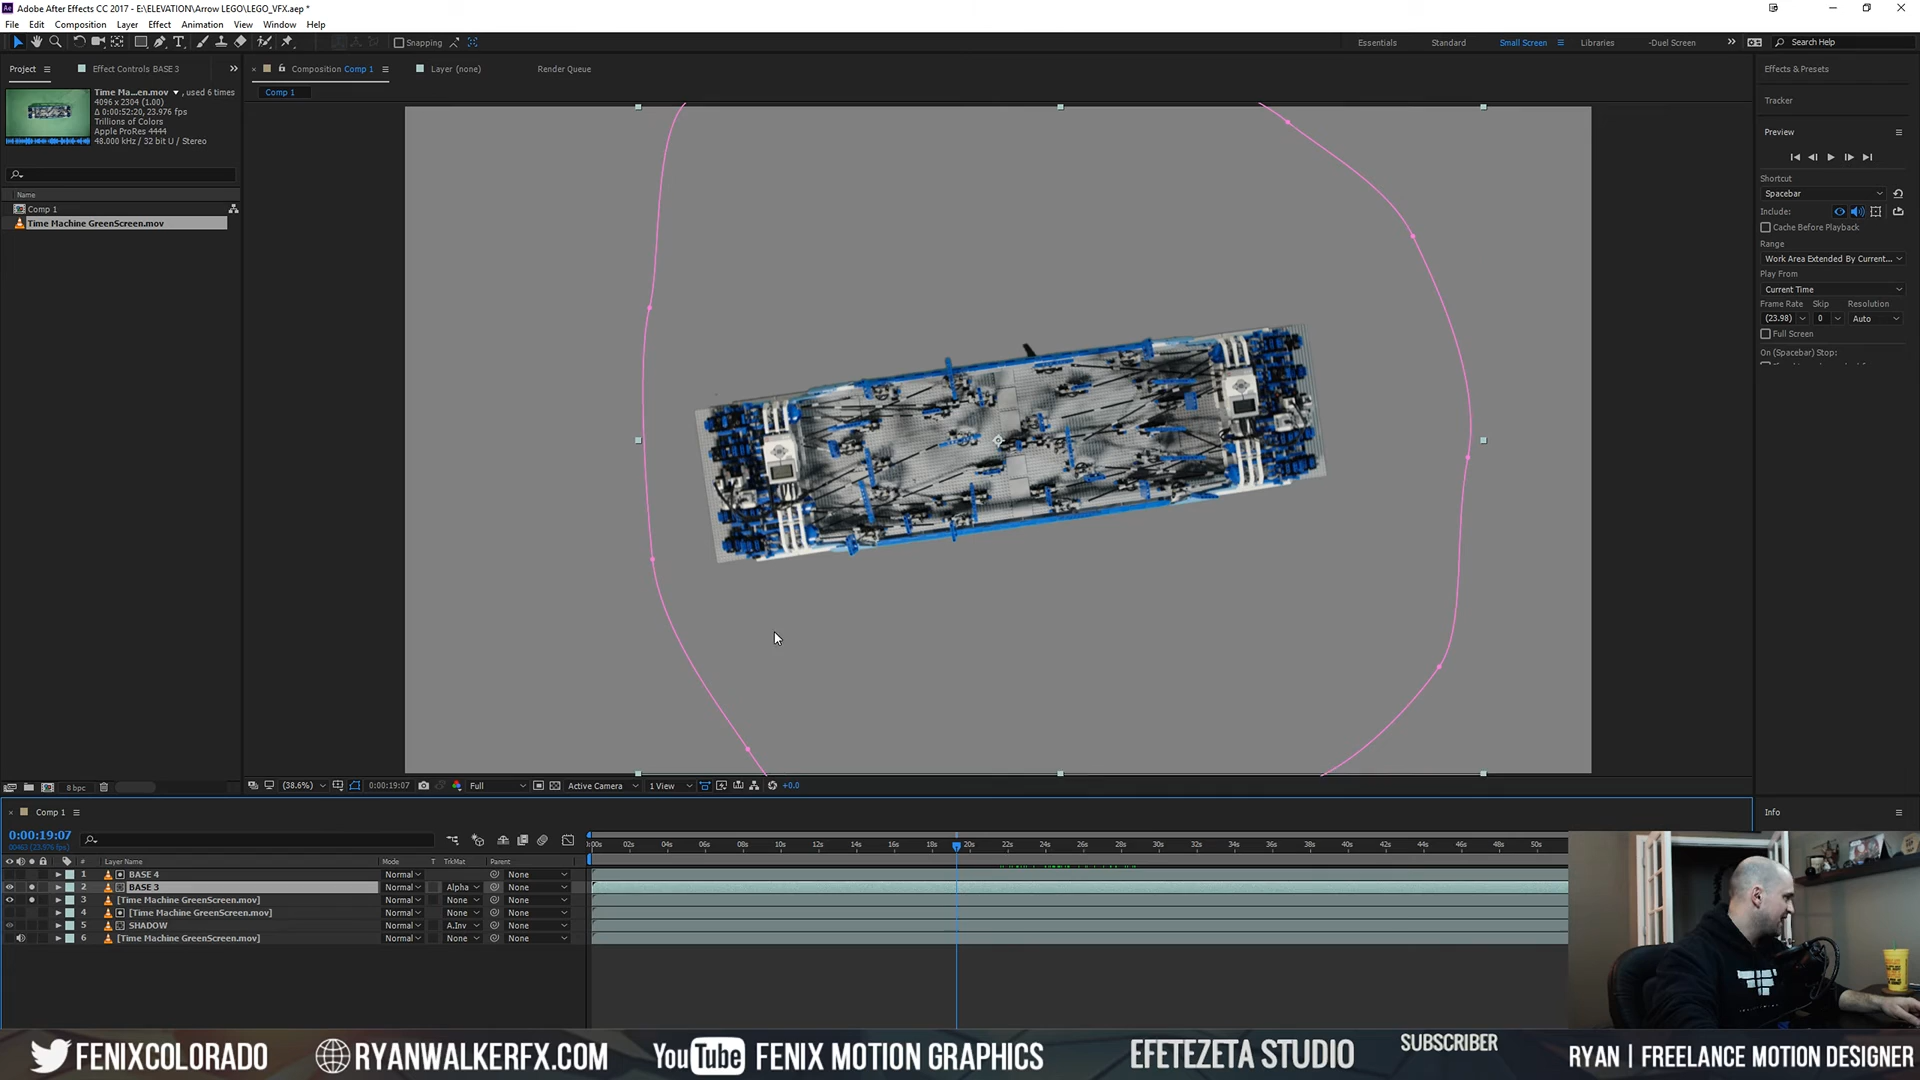 Adobe After Effects CC 2017 - E:\ELEVATION\Arrow LEGO\LEGO_VFX.aep *
File Edit Composition Layer Effect Animation View Window Help
Snapping
Essentials Standard Small Screen Libraries -Duel Screen Search Help
Project Effect Controls BASE 3
Composition Comp 1 Layer (none) Render Queue
Comp 1
Time Ma...en.mov , used 6 times
4096 x 2304 (1.00)
Δ 0:00:52:20, 23.976 fps
Trillions of Colors
Apple ProRes 4444
48.000 kHz / 32 bit U / Stereo
Name
Comp 1
Time Machine GreenScreen.mov
Effects & Presets
Tracker
Preview
Shortcut
Spacebar
Include:
Cache Before Playback
Range
Work Area Extended By Current...
Play From
Current Time
Frame Rate Skip Resolution
(23.98) 0 Auto
Full Screen
On (Spacebar) Stop:
8 bpc
(38.6%) 0:00:19:07 Full Active Camera 1 View +0.0
Comp 1
Info
0:00:19:07
00463 (23.976 fps)
:00s 02s 04s 06s 08s 10s 12s 14s 16s 18s 20s 22s 24s 26s 28s 30s 32s 34s 36s 38s 40s 42s 44s 46s 48s 50s
# Layer Name Mode T TrkMat Parent
1 BASE 4 Normal None
2 BASE 3 Normal Alpha None
3 [Time Machine GreenScreen.mov] Normal None None
4 [Time Machine GreenScreen.mov] Normal None None
5 SHADOW Normal A.Inv None
6 [Time Machine GreenScreen.mov] Normal None None
FENIXCOLORADO RYANWALKERFX.COM YouTube FENIX MOTION GRAPHICS EFETEZETA STUDIO SUBSCRIBER RYAN | FREELANCE MOTION DESIGNER